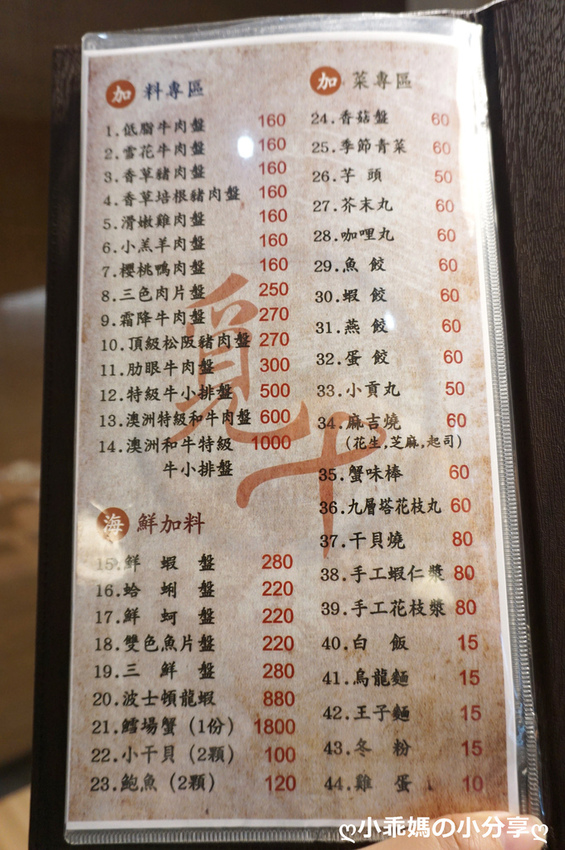 加 料專區
1.低脂牛肉盤 160
2.雪花牛肉盤 160
3.香草豬肉盤 160
4.香草培根豬肉盤 160
5.滑嫩雞肉盤 160
6.小羔羊肉盤 160
7.櫻桃鴨肉盤 160
8.三色肉片盤 250
9.霜降牛肉盤 270
10.頂級松阪豬肉盤 270
11.肋眼牛肉盤 300
12.特級牛小排盤 500
13.澳洲特級和牛肉盤 600
14.澳洲和牛特級 1000
牛小排盤
海 鮮加料
15.鮮 蝦 盤 280
16.蛤 蜊 盤 220
17.鮮 蚵 盤 220
18.雙色魚片盤 220
19.三 鮮 盤 280
20.波士頓龍蝦 880
21.鱈場蟹(1份) 1800
22.小干貝(2顆) 100
23.鮑魚(2顆) 120
加 菜專區
24.香菇盤 60
25.季節青菜 60
26.芋 頭 50
27.芥末丸 60
28.咖哩丸 60
29.魚 餃 60
30.蝦 餃 60
31.燕 餃 60
32.蛋 餃 60
33.小貢丸 50
34.麻吉燒 60
(花生,芝麻,起司)
35.蟹味棒 60
36.九層塔花枝丸 60
37.干貝燒 80
38.手工蝦仁漿 80
39.手工花枝漿 80
40.白 飯 15
41.烏龍麵 15
42.王子麵 15
43.冬 粉 15
44.雞 蛋 10
覓牛
ღ小乖媽の小分享ღ